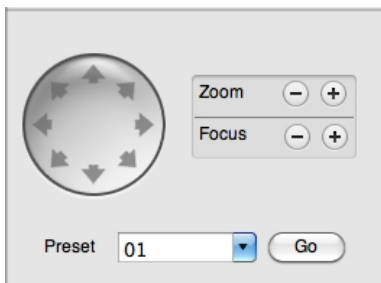 Zoom − +
Focus − +
Preset 01 Go